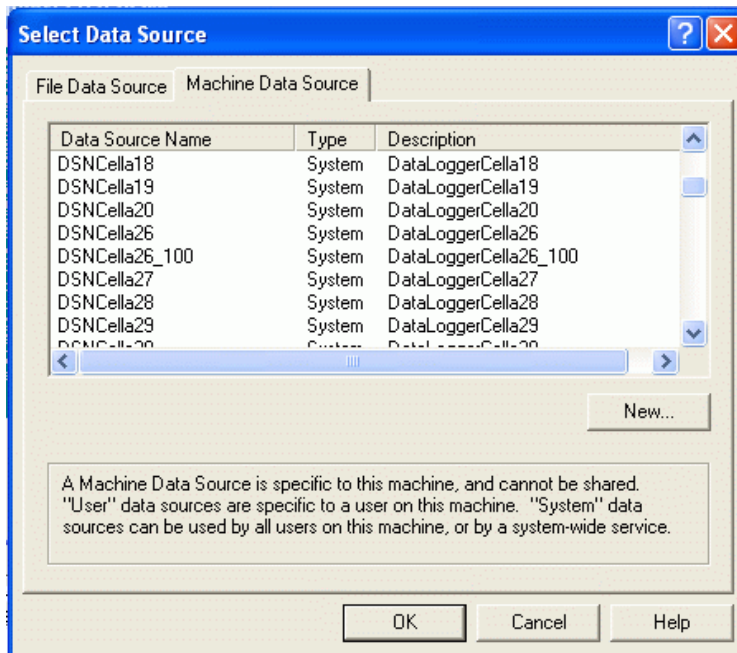 Select Data Source
File Data Source Machine Data Source
Data Source Name Type Description
DSNCella18 System DataLoggerCella18
DSNCella19 System DataLoggerCella19
DSNCella20 System DataLoggerCella20
DSNCella26 System DataLoggerCella26
DSNCella26_100 System DataLoggerCella26_100
DSNCella27 System DataLoggerCella27
DSNCella28 System DataLoggerCella28
DSNCella29 System DataLoggerCella29
New...
A Machine Data Source is specific to this machine, and cannot be shared.
"User" data sources are specific to a user on this machine. "System" data
sources can be used by all users on this machine, or by a system-wide service.
OK Cancel Help